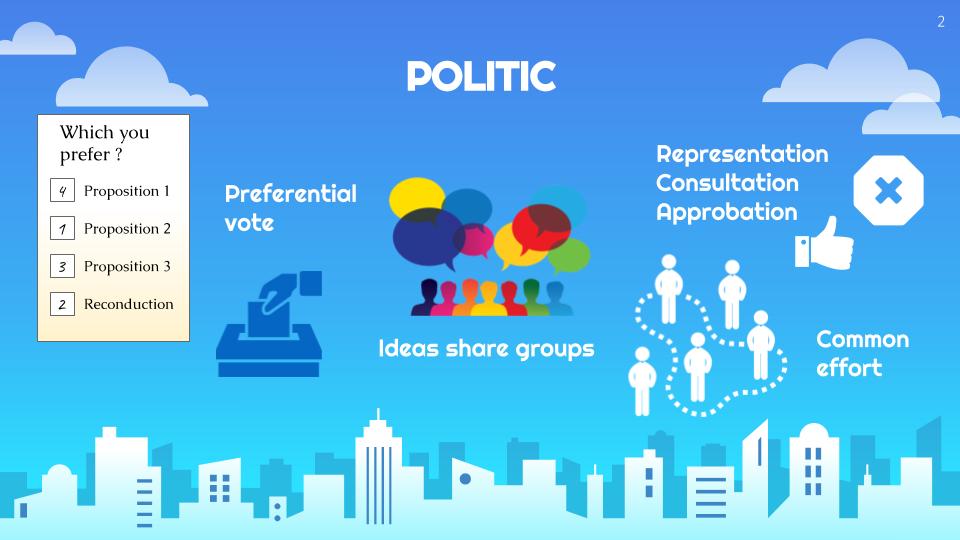 2
POLITIC
Which you
prefer ?
4 Proposition 1
1 Proposition 2
3 Proposition 3
2 Reconduction
Preferential
vote
Ideas share groups
Representation
Consultation
Approbation
Common
effort